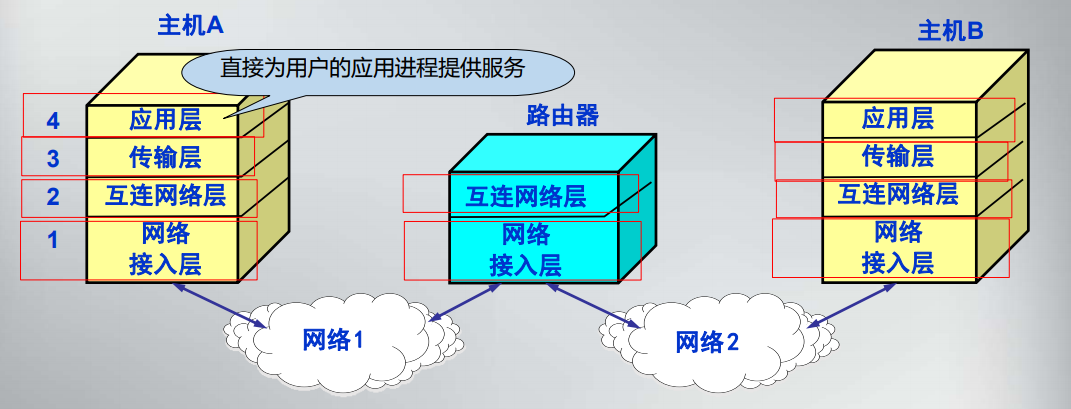 主机A
直接为用户的应用进程提供服务
4
应用层
3
传输层
2
互连网络层
1
网络
接入层
路由器
互连网络层
网络
接入层
主机B
应用层
传输层
互连网络层
网络
接入层
网络1
网络2